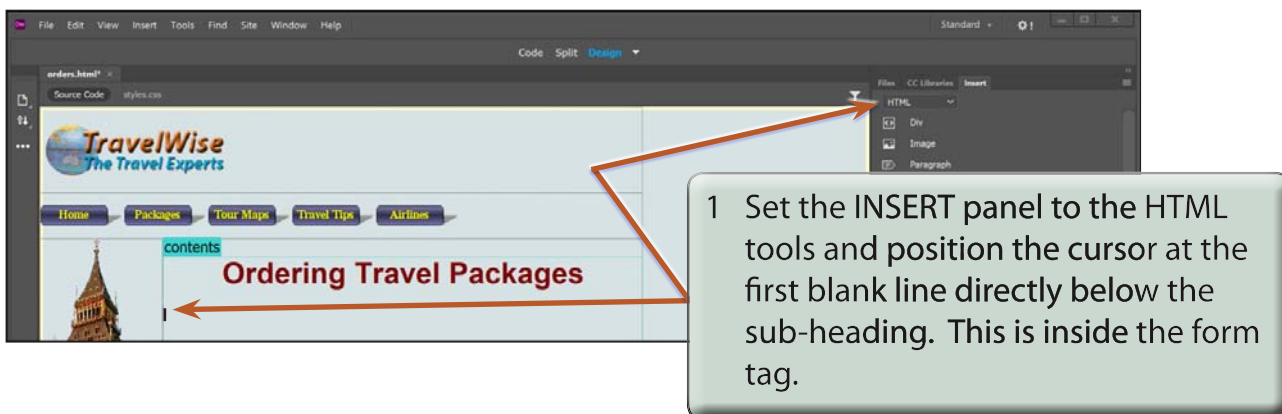 Dw File Edit View Insert Tools Find Site Window Help Standard
Code Split Design
orders.html* ×
Source Code styles.css
Files CC Libraries Insert
HTML
Div
Image
Paragraph
TravelWise
The Travel Experts
Home Packages Tour Maps Travel Tips Airlines
contents
Ordering Travel Packages
1 Set the INSERT panel to the HTML
tools and position the cursor at the
first blank line directly below the
sub-heading. This is inside the form
tag.